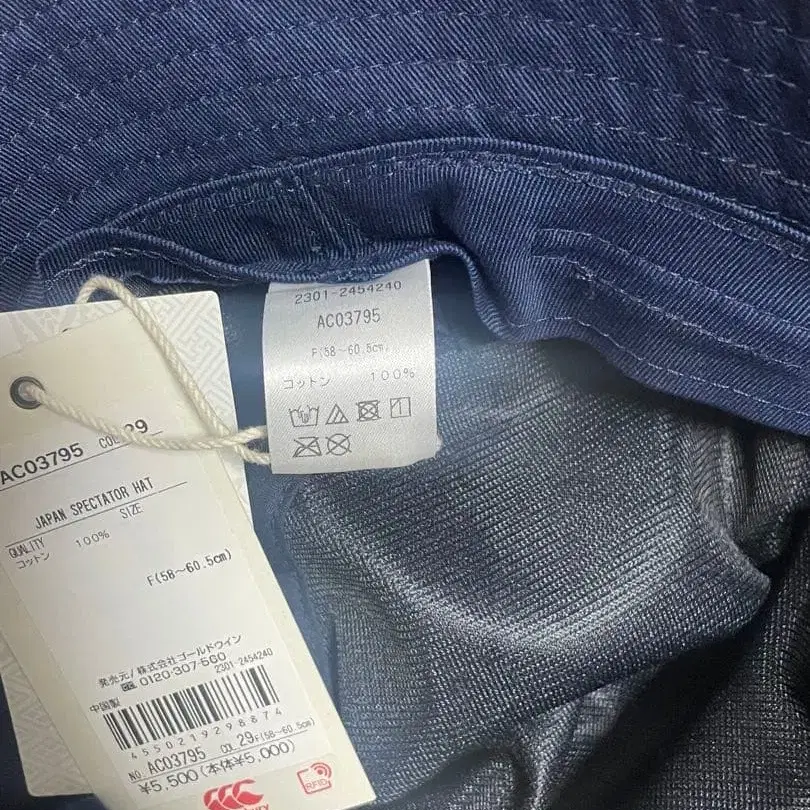 2301-2454240
AC03795
F(58~60.5cm)
コットン 100%
AC03795 COL 29
JAPAN SPECTATOR HAT
QUALITY SIZE
コットン 100%
F(58~60.5cm)
発売元/株式会社ゴールドウイン
0120-307-560
2301-2454240
中国製
4550219298874
NO. AC03795 03 29 F(58~60.5cm)
¥5,500(本体¥5,000)
RFID